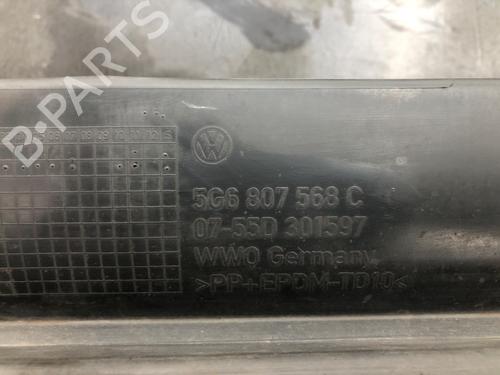 B-PARTS
5G6 807 568 C
07-55D 301597
WWO Germany
>PP+EPDM-TD10<